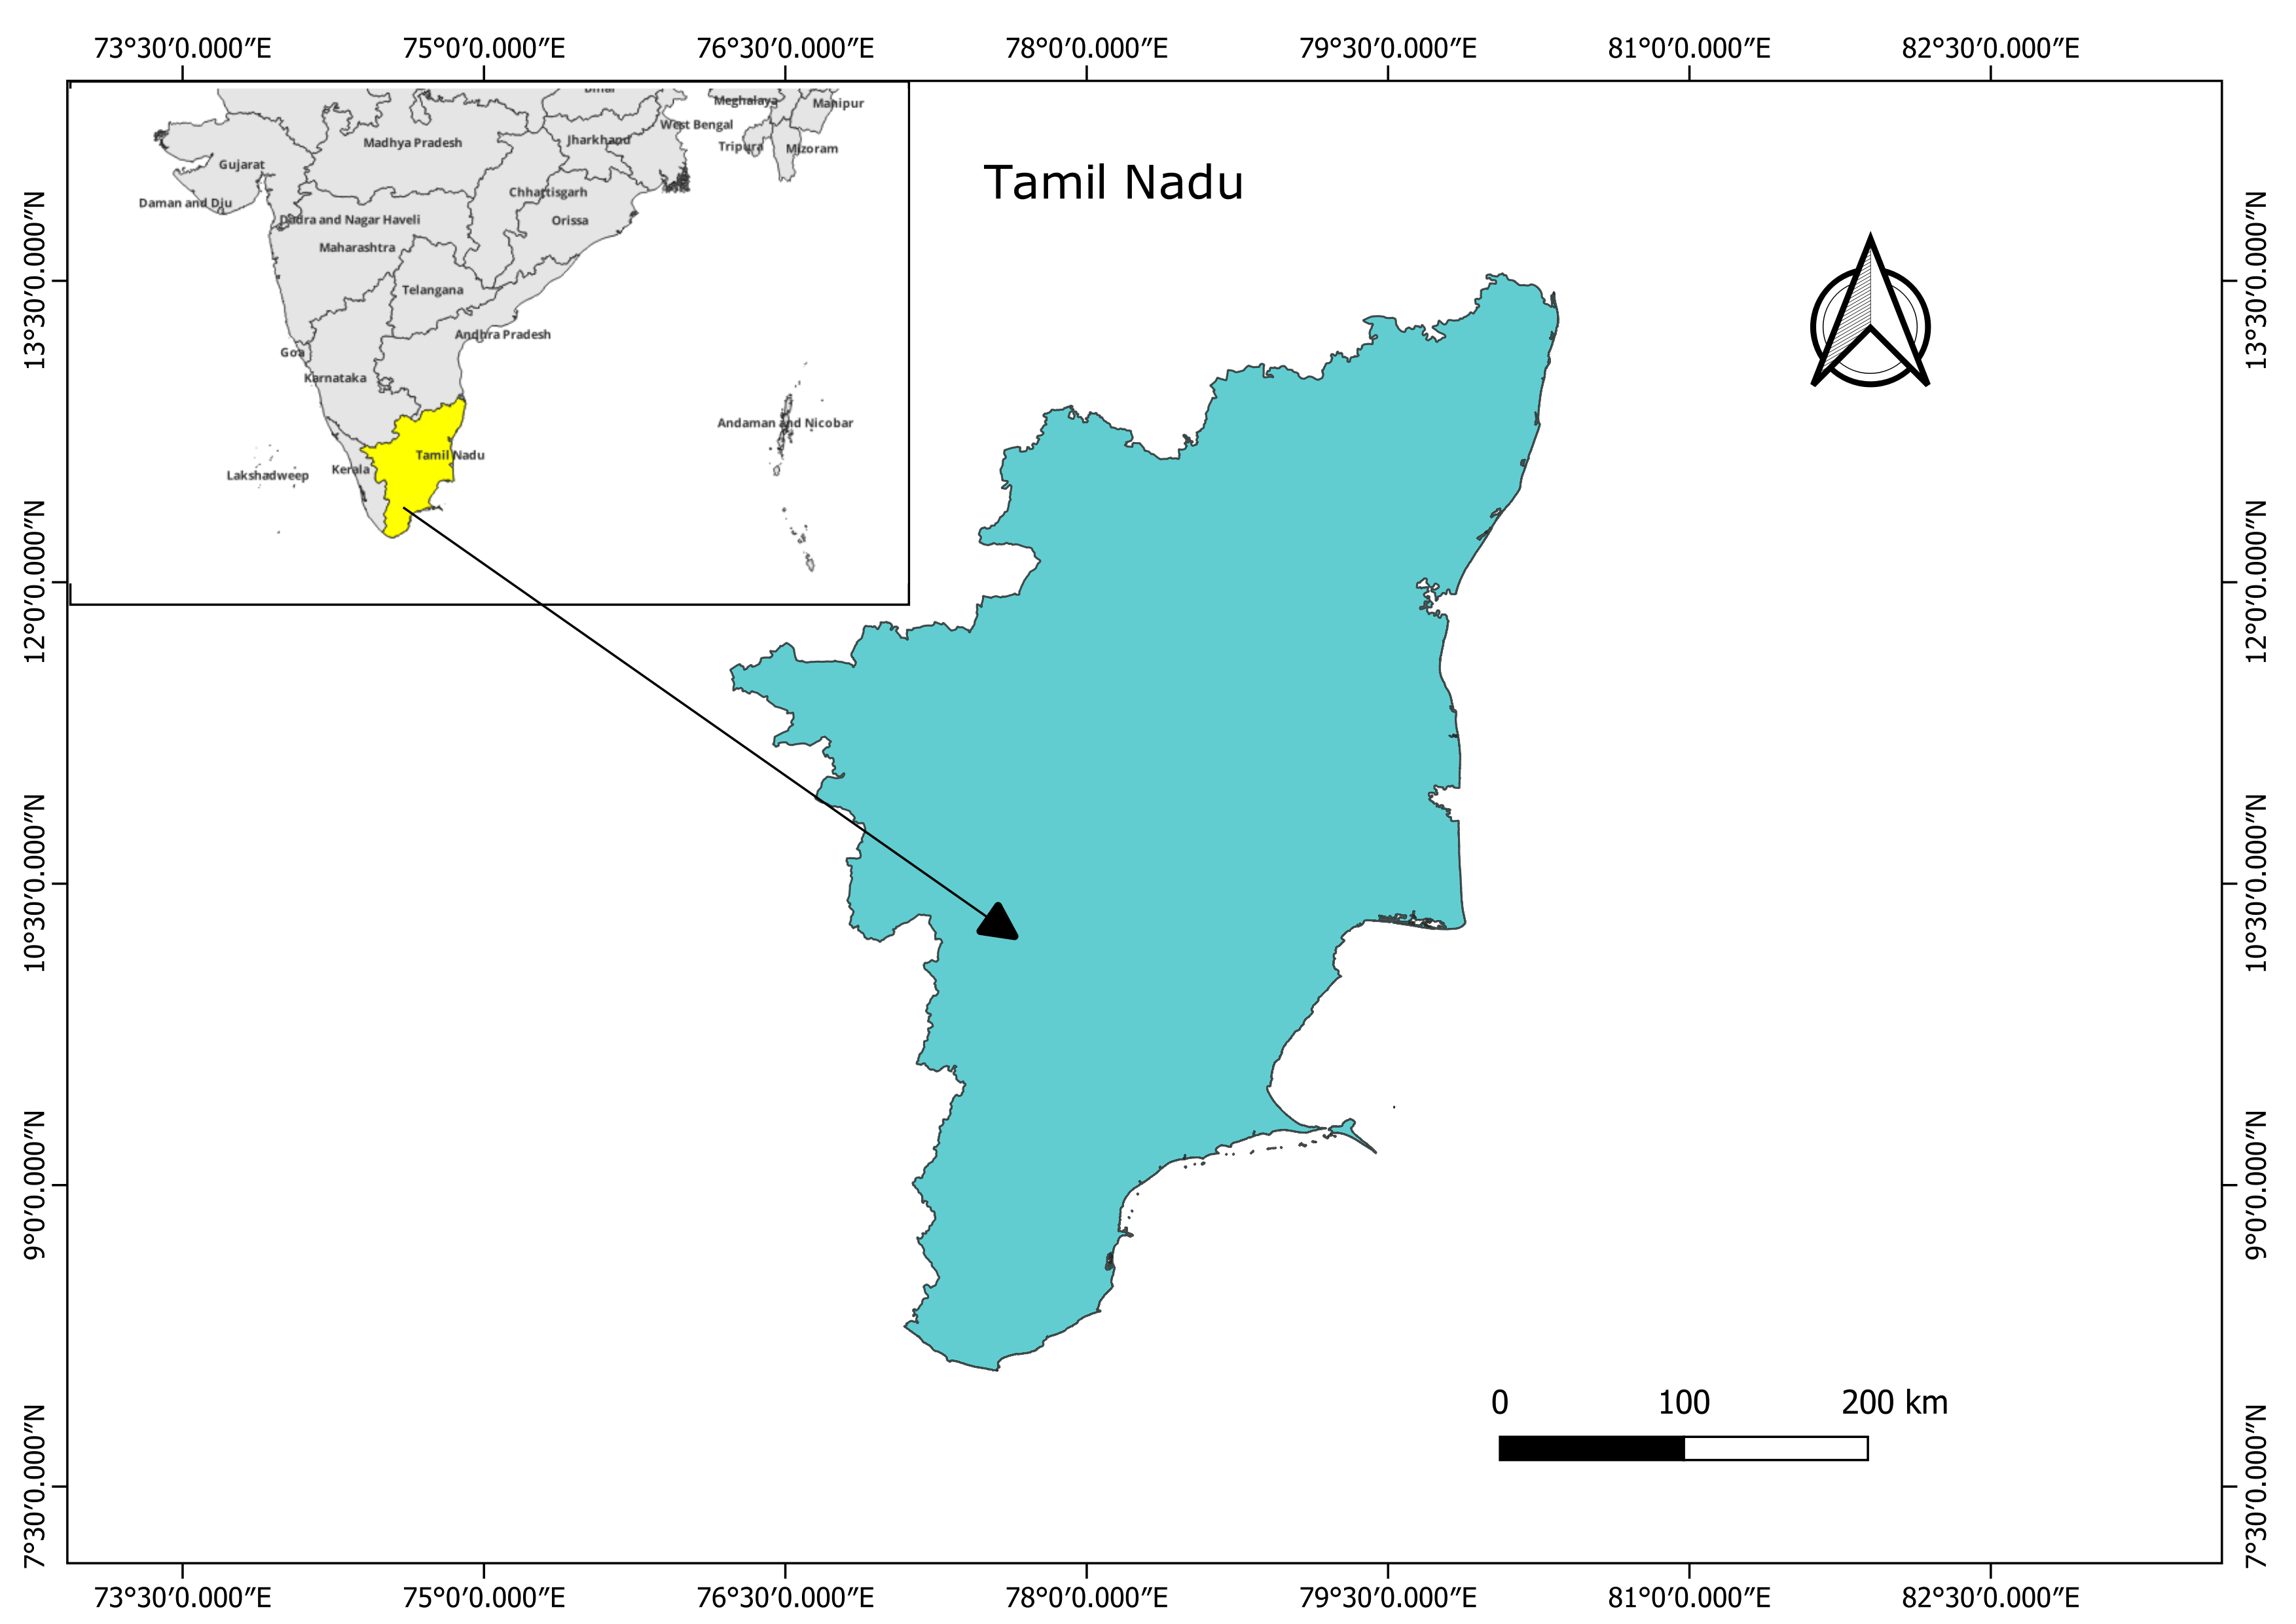 73°30′0.000″E 75°0′0.000″E 76°30′0.000″E 78°0′0.000″E 79°30′0.000″E 81°0′0.000″E 82°30′0.000″E
Tamil Nadu
Meghalaya
Manipur
West Bengal
Madhya Pradesh
Jharkhand
Tripura
Mizoram
Gujarat
Chhattisgarh
Daman and Diu
Dadra and Nagar Haveli
Orissa
Maharashtra
Telangana
Andhra Pradesh
Goa
Karnataka
Andaman and Nicobar
Tamil Nadu
Kerala
Lakshadweep
13°30′0.000″N
12°0′0.000″N
10°30′0.000″N
9°0′0.000″N
7°30′0.000″N
13°30′0.000″N
12°0′0.000″N
10°30′0.000″N
9°0′0.000″N
7°30′0.000″N
0 100 200 km
73°30′0.000″E 75°0′0.000″E 76°30′0.000″E 78°0′0.000″E 79°30′0.000″E 81°0′0.000″E 82°30′0.000″E